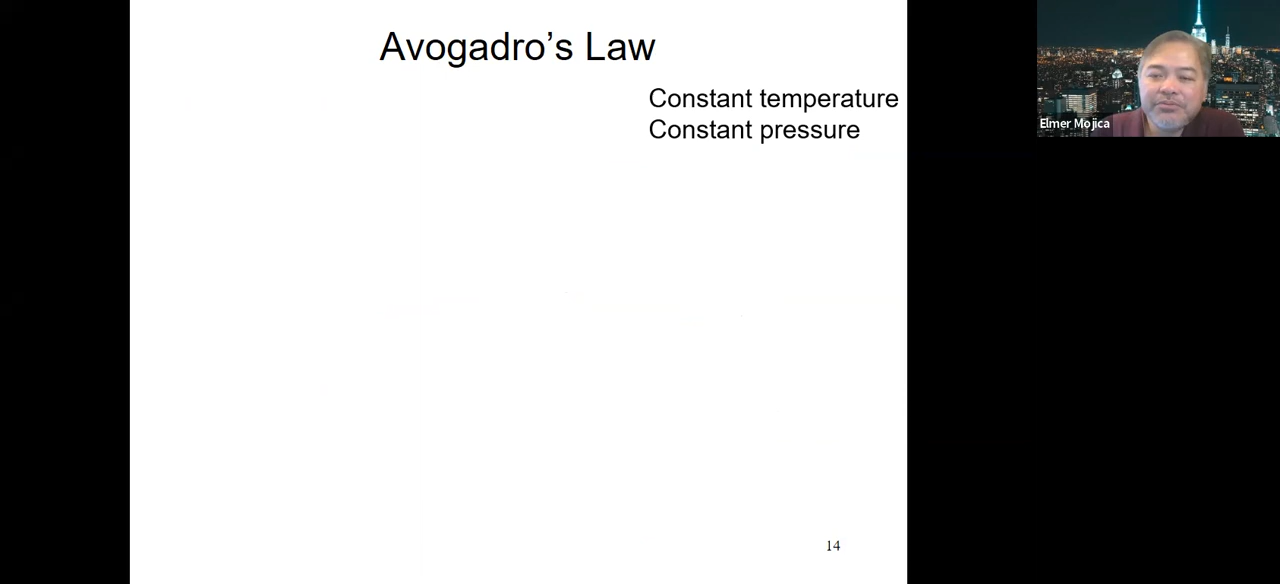 Avogadro’s Law
Constant temperature
Constant pressure
Elmer Mojica
14